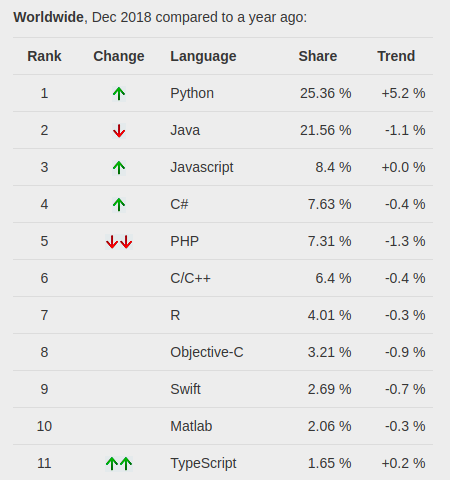 Worldwide, Dec 2018 compared to a year ago:
Rank Change Language Share Trend
1 ↑ Python 25.36 % +5.2 %
2 ↓ Java 21.56 % -1.1 %
3 ↑ Javascript 8.4 % +0.0 %
4 ↑ C# 7.63 % -0.4 %
5 ↓↓ PHP 7.31 % -1.3 %
6 C/C++ 6.4 % -0.4 %
7 R 4.01 % -0.3 %
8 Objective-C 3.21 % -0.9 %
9 Swift 2.69 % -0.7 %
10 Matlab 2.06 % -0.3 %
11 ↑↑ TypeScript 1.65 % +0.2 %